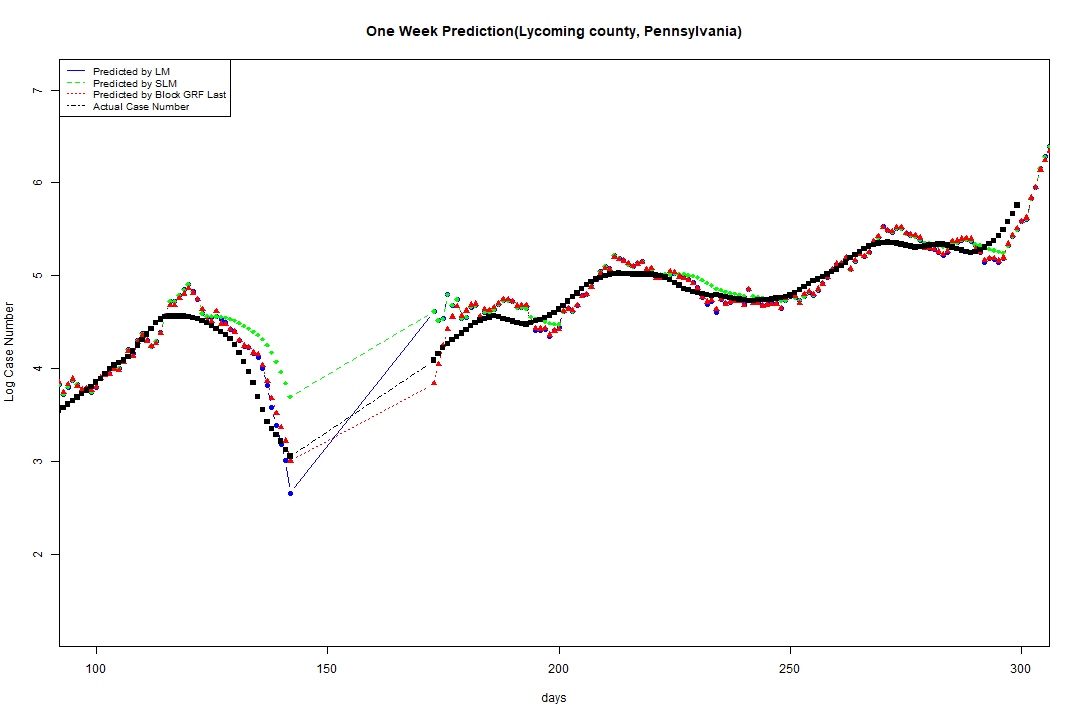 One Week Prediction(Lycoming county, Pennsylvania)
Predicted by LM
Predicted by SLM
Predicted by Block GRF Last
Actual Case Number
Log Case Number
7
6
5
4
3
2
100 150 200 250 300
days